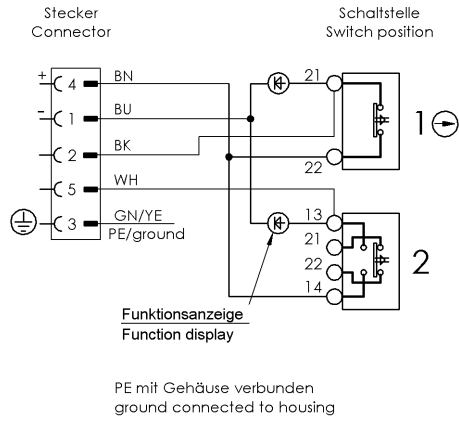 Stecker
Connector
Schaltstelle
Switch position
+ 4 BN
- 1 BU
2 BK
5 WH
3 GN/YE
PE/ground
21
22
1
13
21
22
14
2
Funktionsanzeige
Function display
PE mit Gehäuse verbunden
ground connected to housing